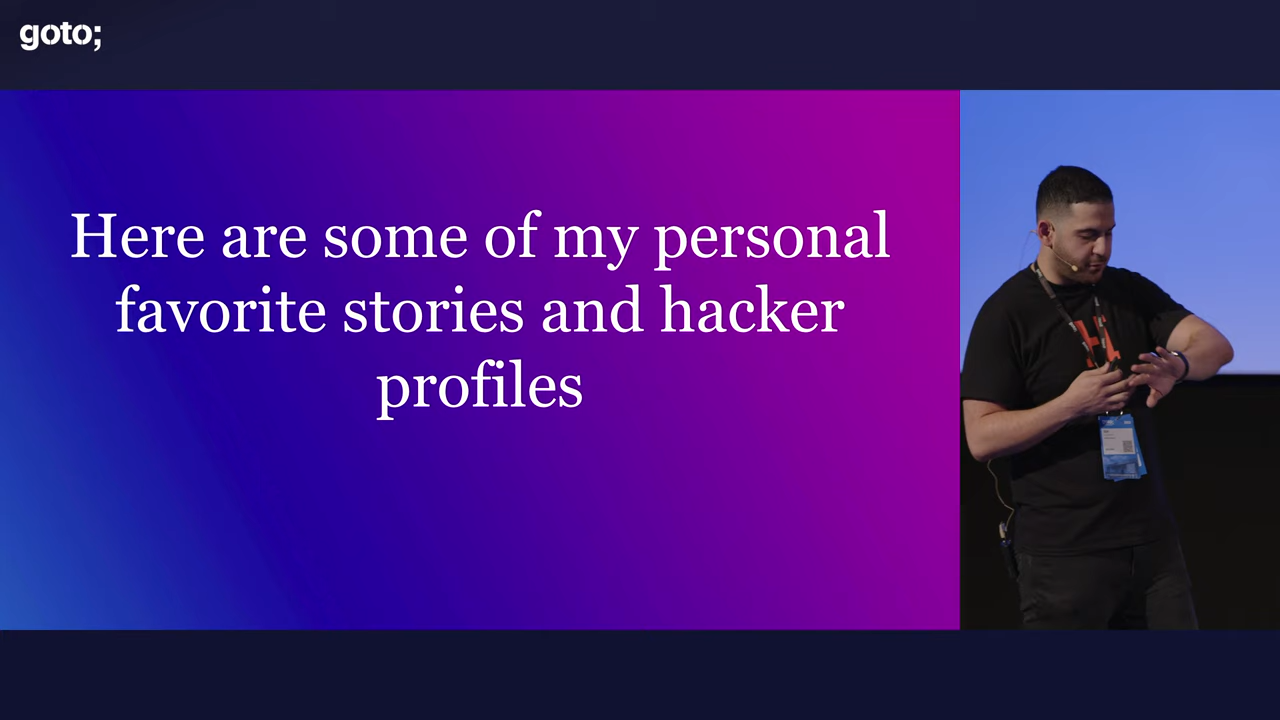 goto;
Here are some of my personal
favorite stories and hacker
profiles